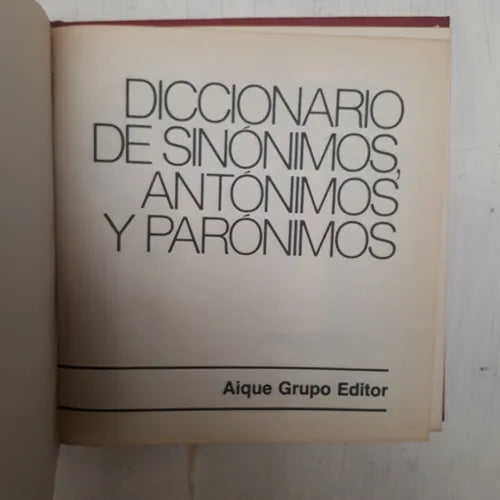 DICCIONARIO
DE SINÓNIMOS,
ANTÓNIMOS
Y PARÓNIMOS
Aique Grupo Editor